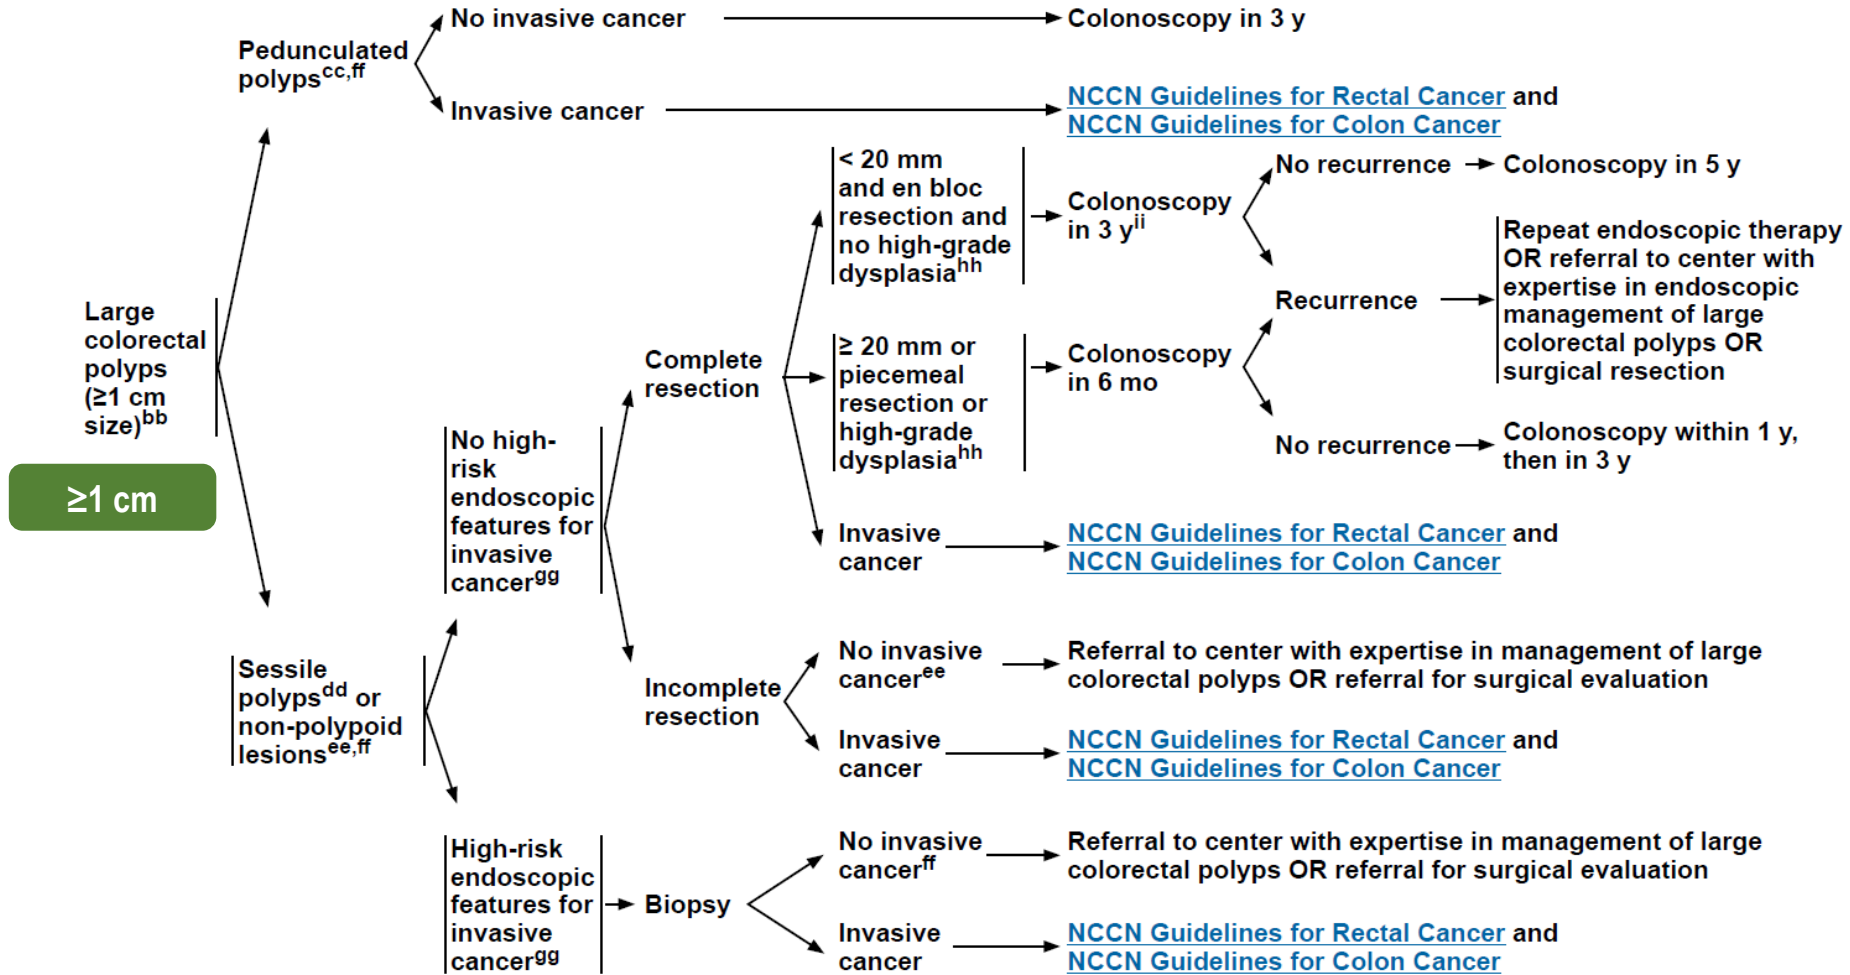 Large
colorectal
polyps
(≥1 cm
size)bb
≥1 cm
Pedunculated
polypscc,ff
No invasive cancer
Colonoscopy in 3 y
Invasive cancer
NCCN Guidelines for Rectal Cancer and
NCCN Guidelines for Colon Cancer
Sessile
polypsdd or
non-polypoid
lesionsee,ff
No high-
risk
endoscopic
features for
invasive
cancergg
Complete
resection
< 20 mm
and en bloc
resection and
no high-grade
dysplasiahh
Colonoscopy
in 3 yii
No recurrence
Colonoscopy in 5 y
Recurrence
Repeat endoscopic therapy
OR referral to center with
expertise in endoscopic
management of large
colorectal polyps OR
surgical resection
≥ 20 mm or
piecemeal
resection or
high-grade
dysplasiahh
Colonoscopy
in 6 mo
No recurrence
Colonoscopy within 1 y,
then in 3 y
Invasive
cancer
NCCN Guidelines for Rectal Cancer and
NCCN Guidelines for Colon Cancer
Incomplete
resection
No invasive
canceree
Referral to center with expertise in management of large
colorectal polyps OR referral for surgical evaluation
Invasive
cancer
NCCN Guidelines for Rectal Cancer and
NCCN Guidelines for Colon Cancer
High-risk
endoscopic
features for
invasive
cancergg
Biopsy
No invasive
cancerff
Referral to center with expertise in management of large
colorectal polyps OR referral for surgical evaluation
Invasive
cancer
NCCN Guidelines for Rectal Cancer and
NCCN Guidelines for Colon Cancer